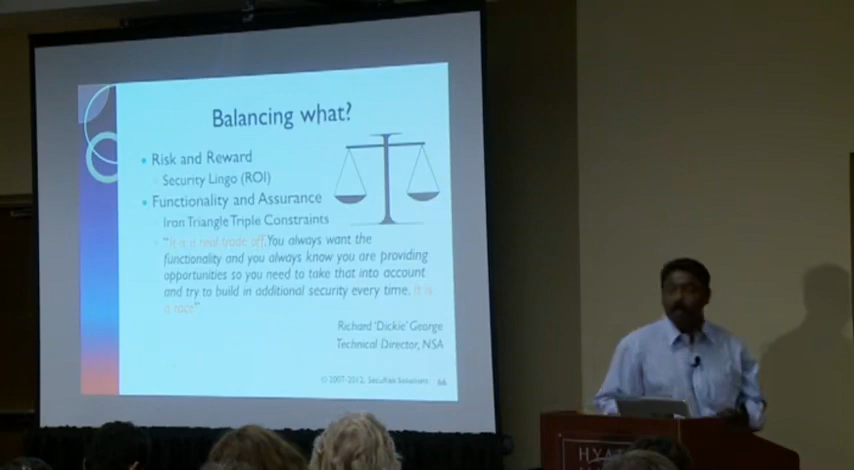 Balancing what?
• Risk and Reward
Security Lingo (ROI)
• Functionality and Assurance
Iron Triangle Triple Constraints
"It is a real trade off. You always want the
functionality and you always know you are providing
opportunities so you need to take that into account
and try to build in additional security every time. It is
a race"
Richard 'Dickie' George
Technical Director, NSA
© 2007-2012, SecuRisk Solutions 66
HYA